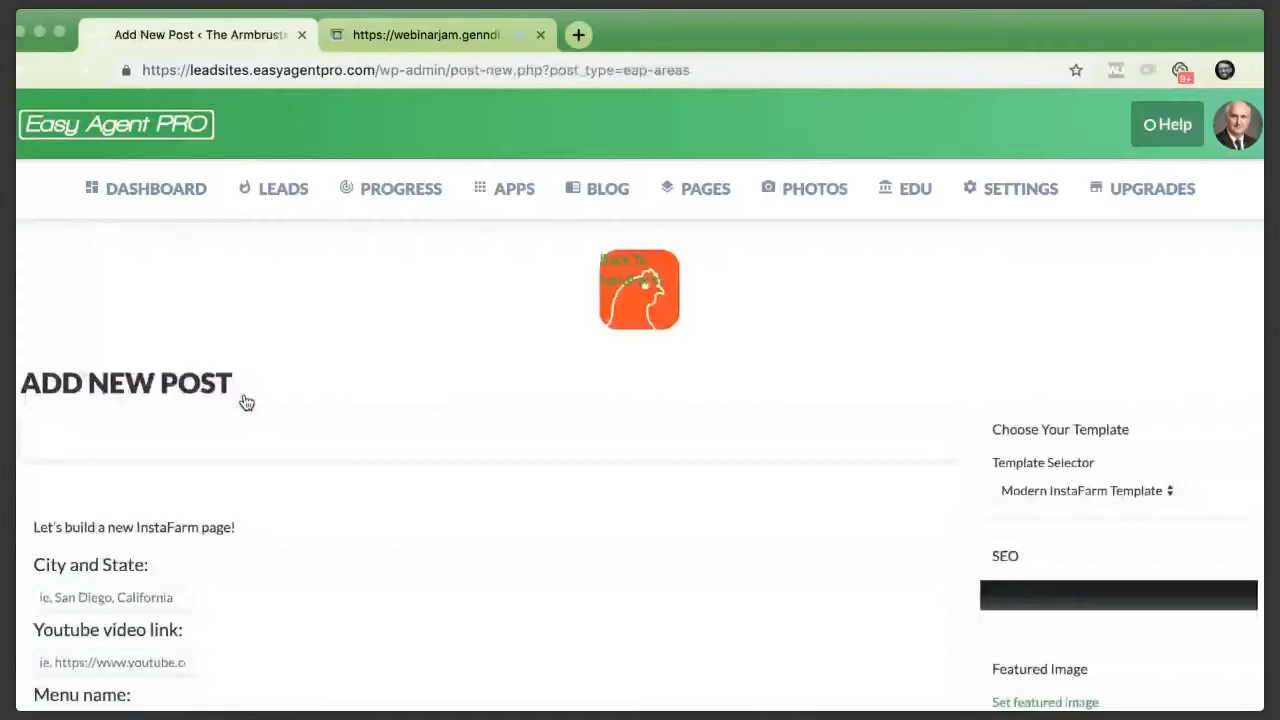 Add New Post ‹ The Armbrust
https://webinarjam.genndi.
https://leadsites.easyagentpro.com/wp-admin/post-new.php?post_type=eap-areas
9+
Easy Agent PRO
Help
DASHBOARD LEADS PROGRESS APPS BLOG PAGES PHOTOS EDU SETTINGS UPGRADES
Back To
ADD NEW POST
Choose Your Template
Template Selector
Modern InstaFarm Template
Let's build a new InstaFarm page!
SEO
City and State:
ie. San Diego, California
Youtube video link:
ie. https://www.youtube.c
Featured Image
Menu name:
Set featured image